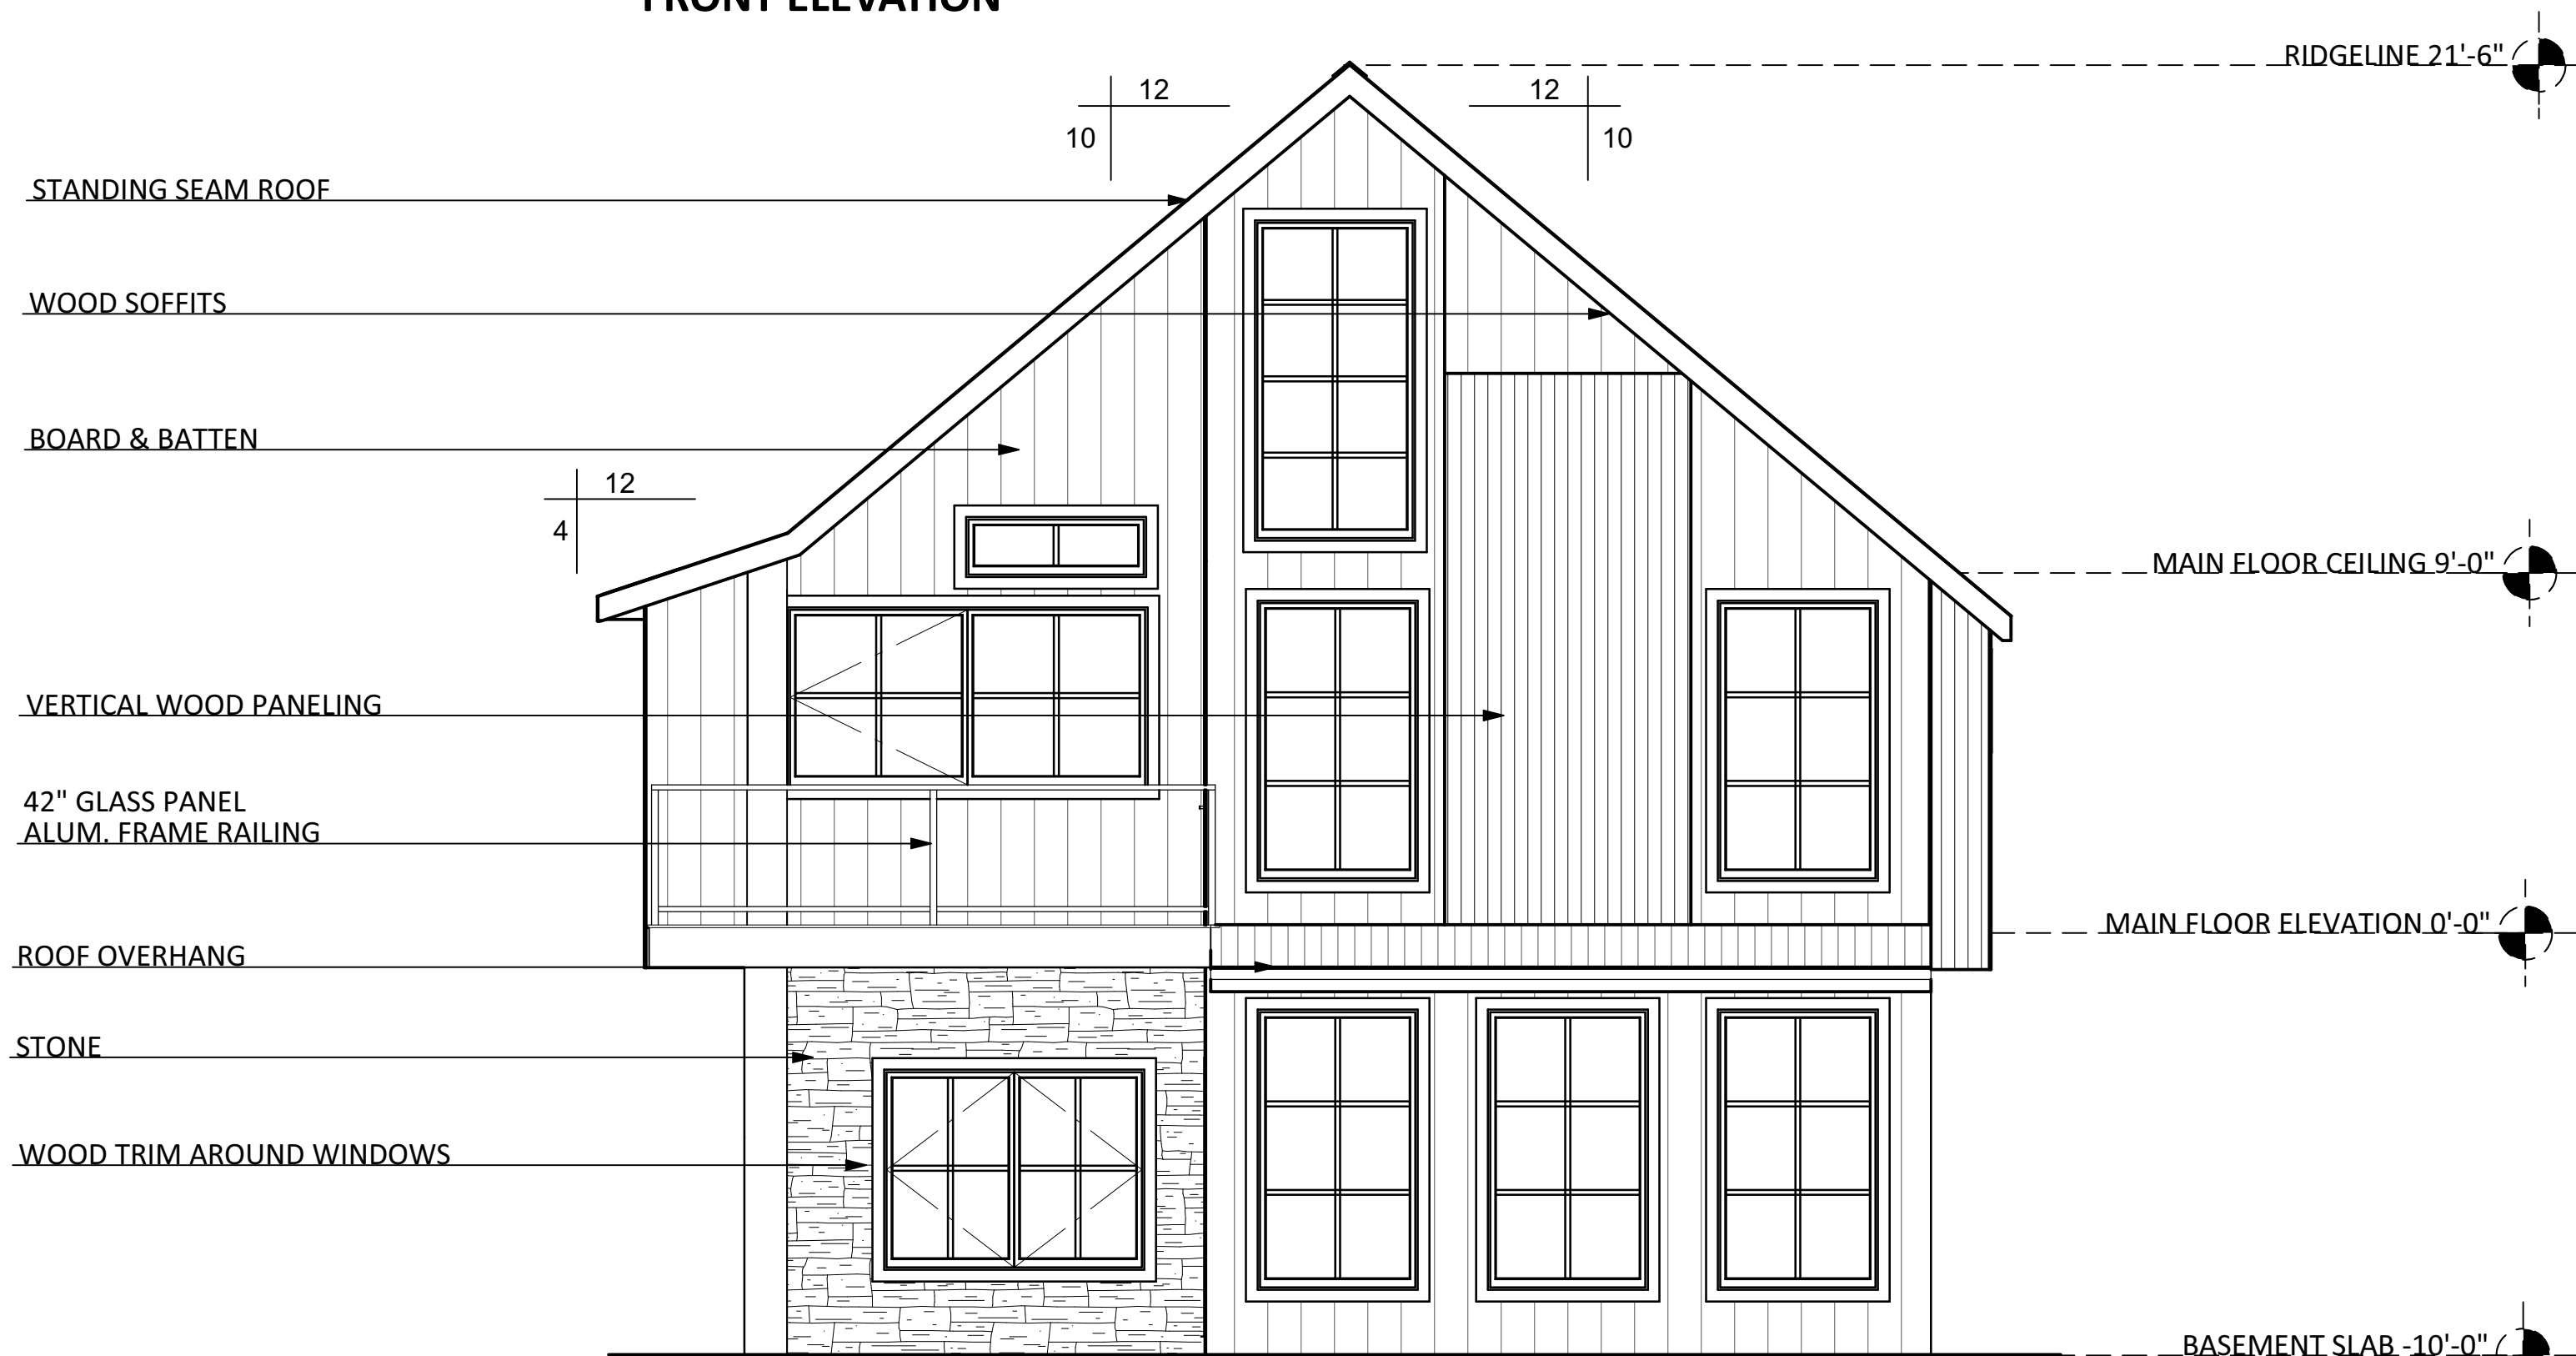 FRONT ELEVATION
RIDGELINE 21'-6"
12
10
12
10
STANDING SEAM ROOF
WOOD SOFFITS
BOARD & BATTEN
12
4
MAIN FLOOR CEILING 9'-0"
VERTICAL WOOD PANELING
42" GLASS PANEL
ALUM. FRAME RAILING
MAIN FLOOR ELEVATION 0'-0"
ROOF OVERHANG
STONE
WOOD TRIM AROUND WINDOWS
BASEMENT SLAB -10'-0"